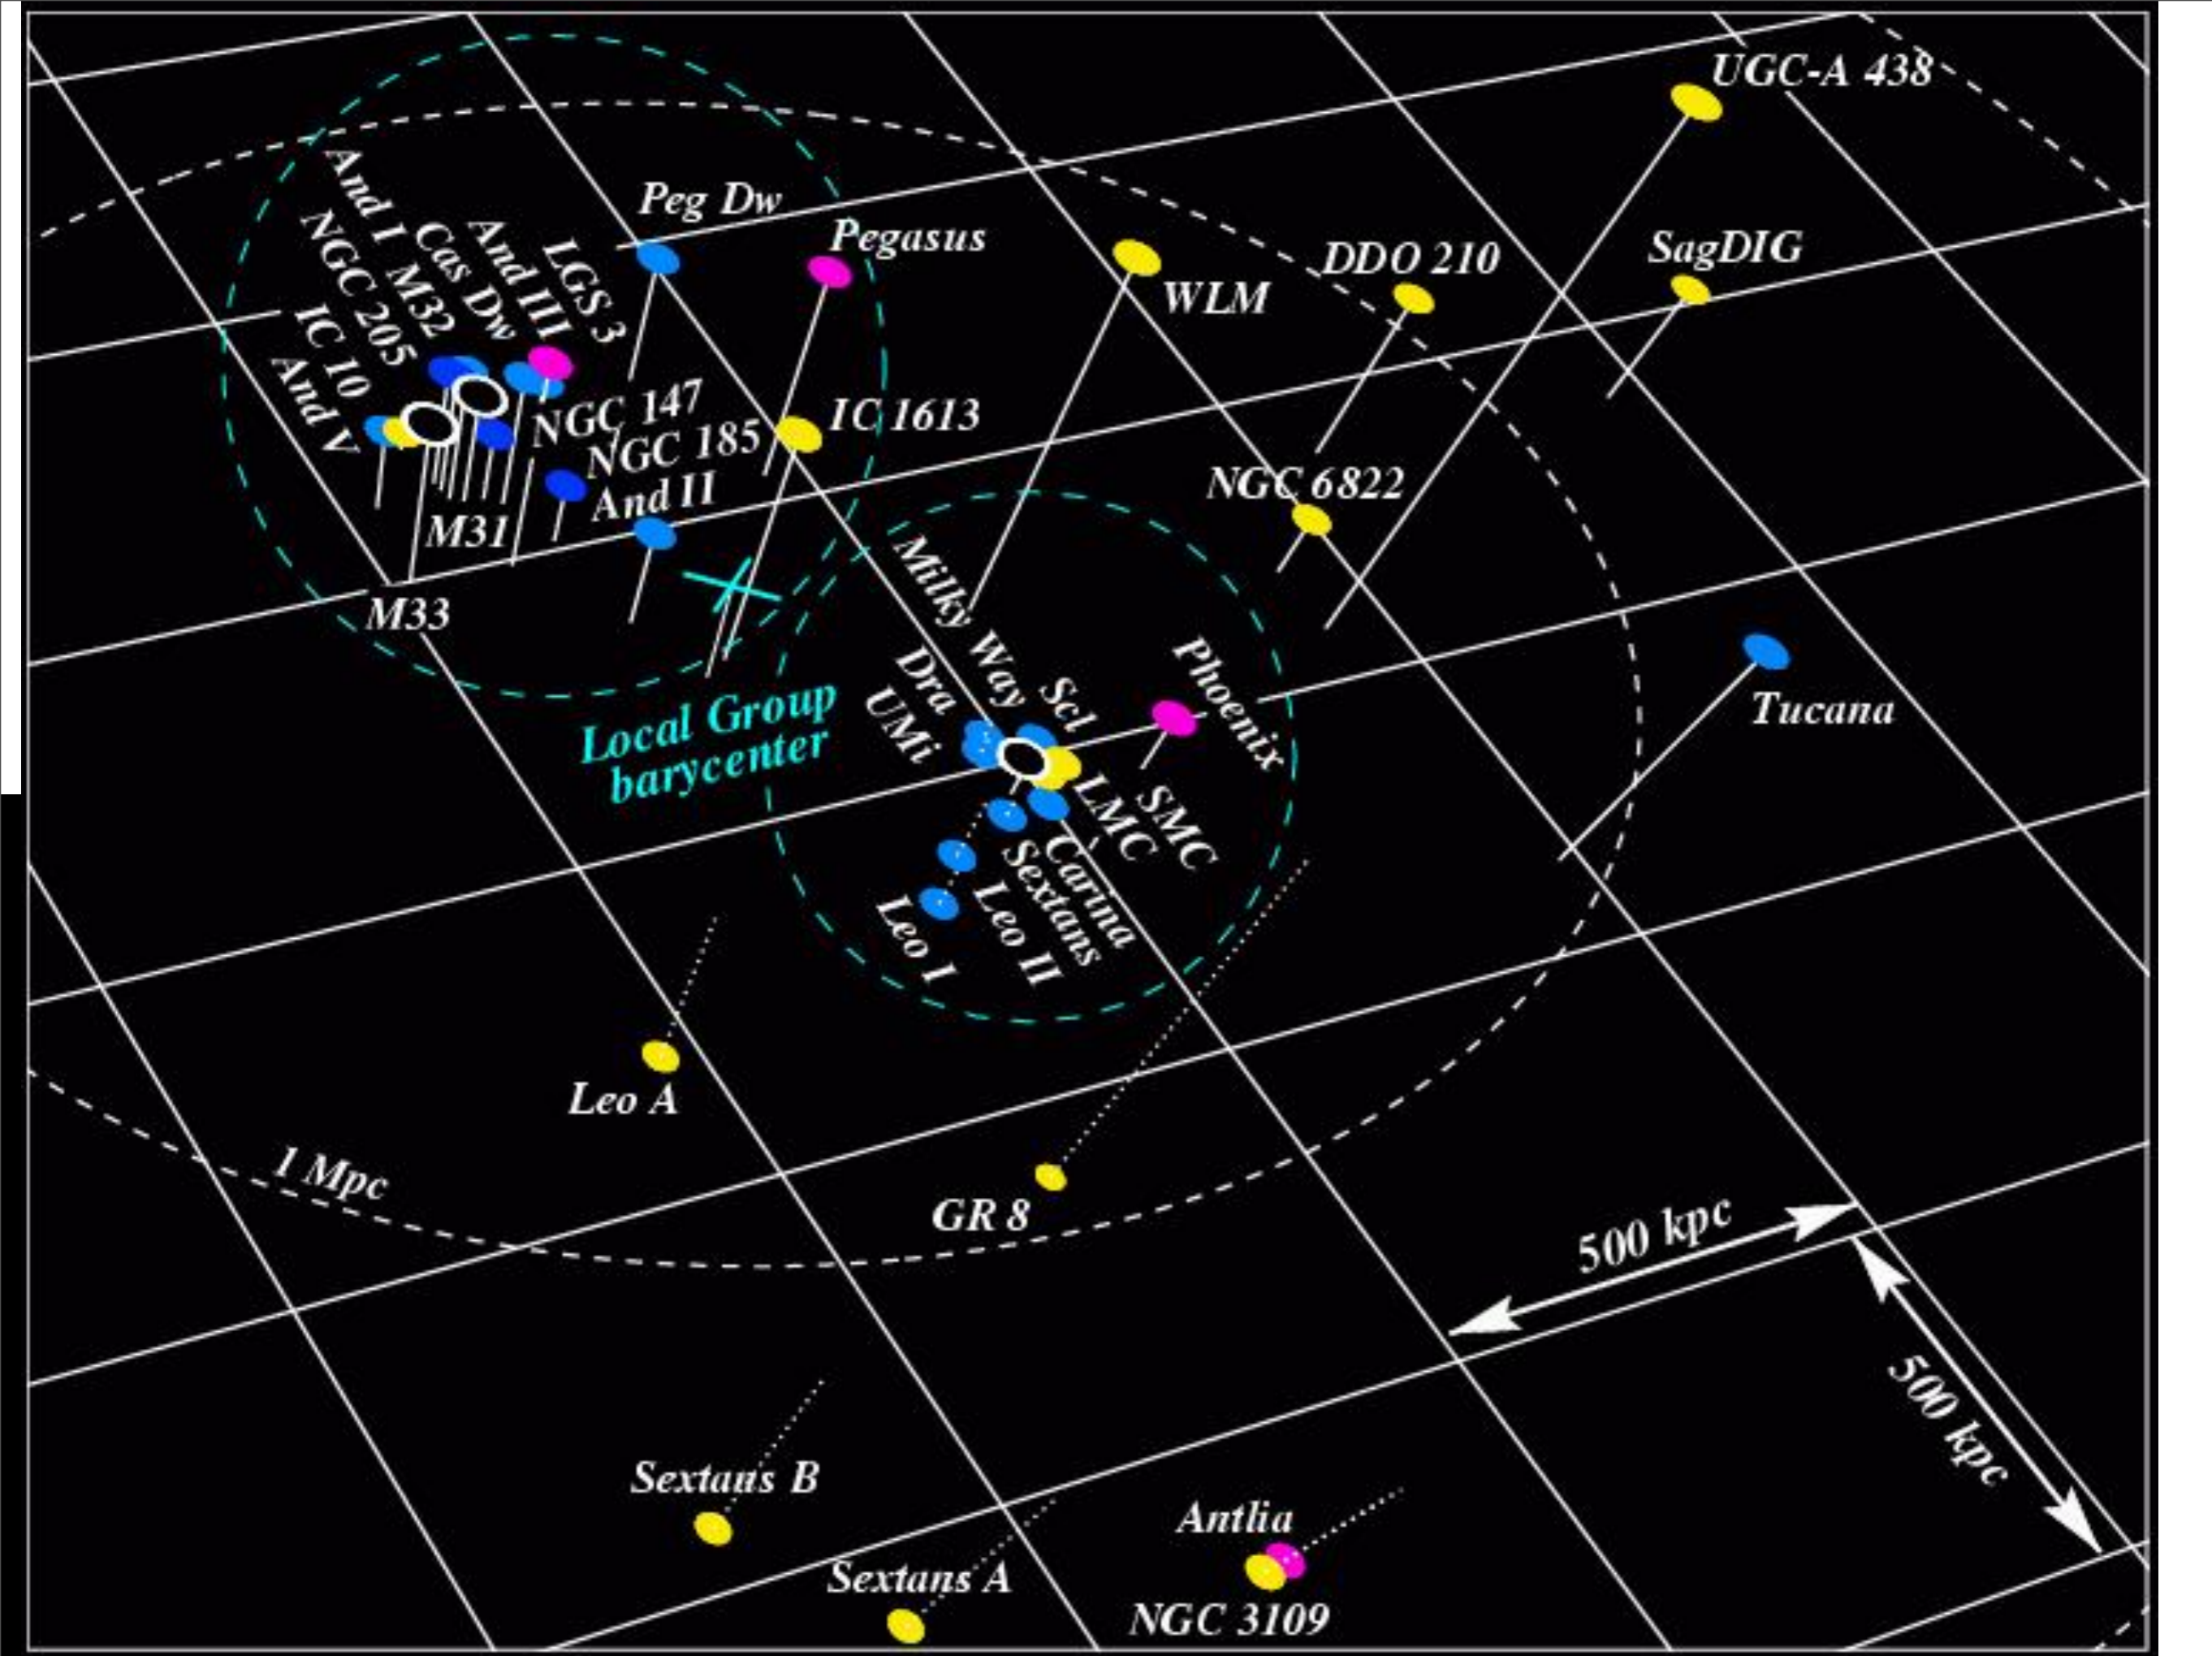 UGC-A 438
Peg Dw
Pegasus
SagDIG
DDO 210
WLM
And I
M32
NGC 205
Cas Dw
And III
LGS 3
IC 10
And V
NGC 147
NGC 185
And II
IC 1613
M31
M33
NGC 6822
Milky Way
Dra
UMi
Scl
Phoenix
Tucana
Local Group
barycenter
SMC
LMC
Carina
Sextans
Leo II
Leo I
Leo A
1 Mpc
GR 8
500 kpc
500 kpc
Sextans B
Sextans A
Antlia
NGC 3109